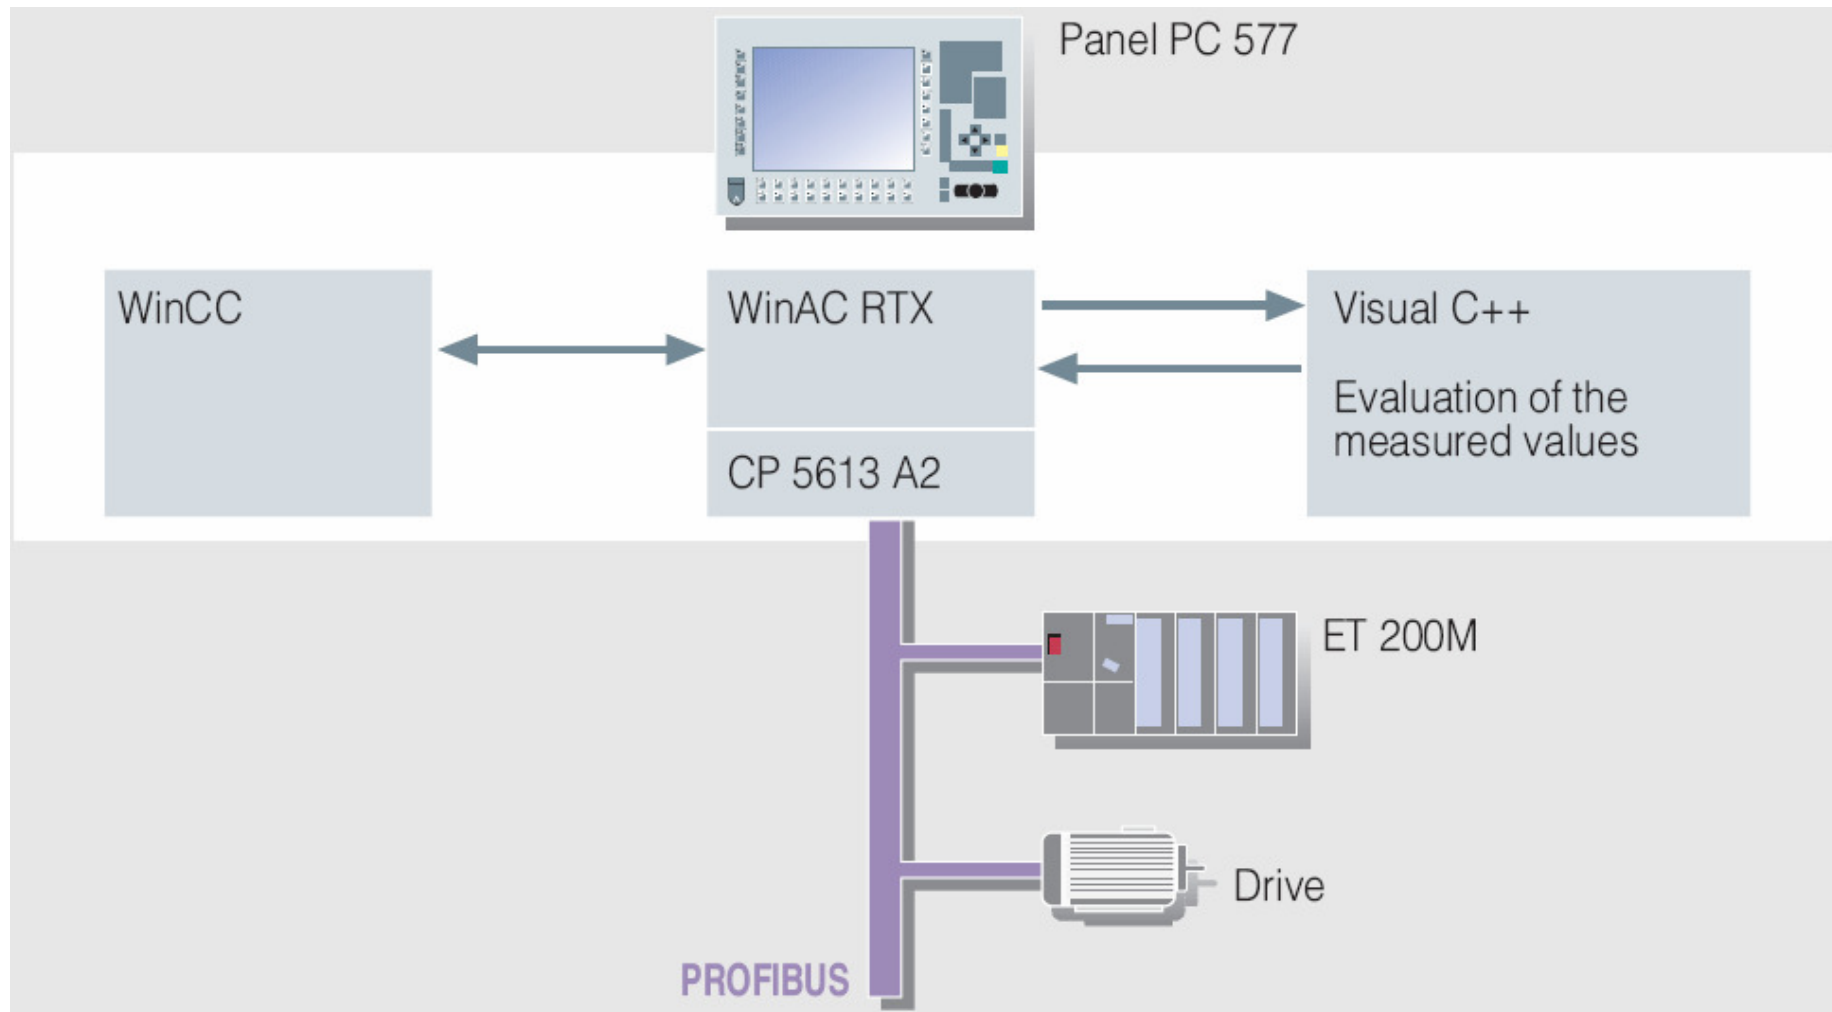 Panel PC 577
WinCC
WinAC RTX
CP 5613 A2
Visual C++
Evaluation of the
measured values
ET 200M
Drive
PROFIBUS